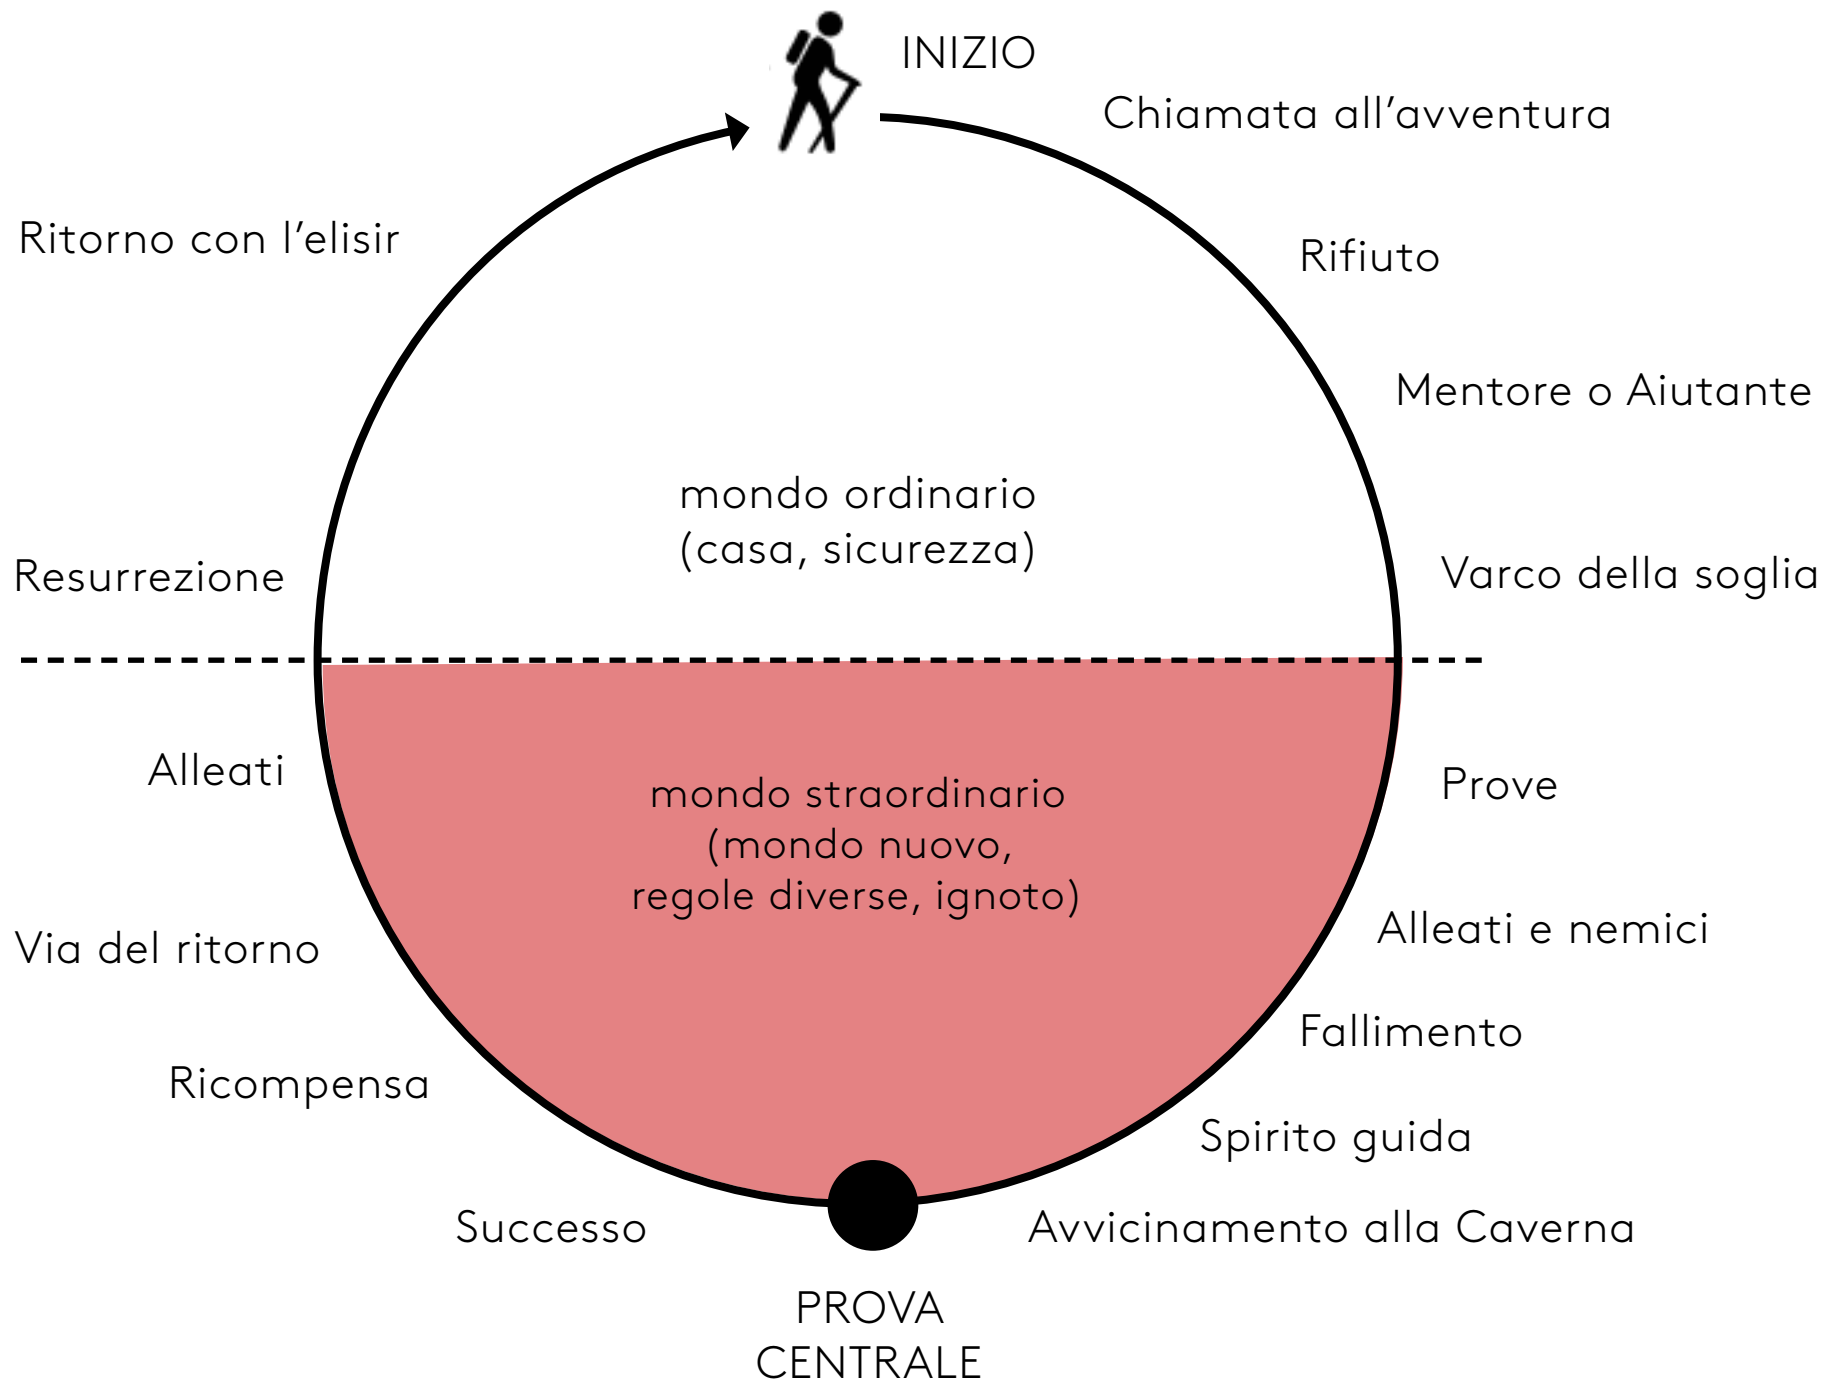 INIZIO
Chiamata all’avventura
Rifiuto
Mentore o Aiutante
Varco della soglia
Prove
Alleati e nemici
Fallimento
Spirito guida
Avvicinamento alla Caverna
PROVA
CENTRALE
Successo
Ricompensa
Via del ritorno
Alleati
Resurrezione
Ritorno con l’elisir
mondo ordinario
(casa, sicurezza)
mondo straordinario
(mondo nuovo,
regole diverse, ignoto)